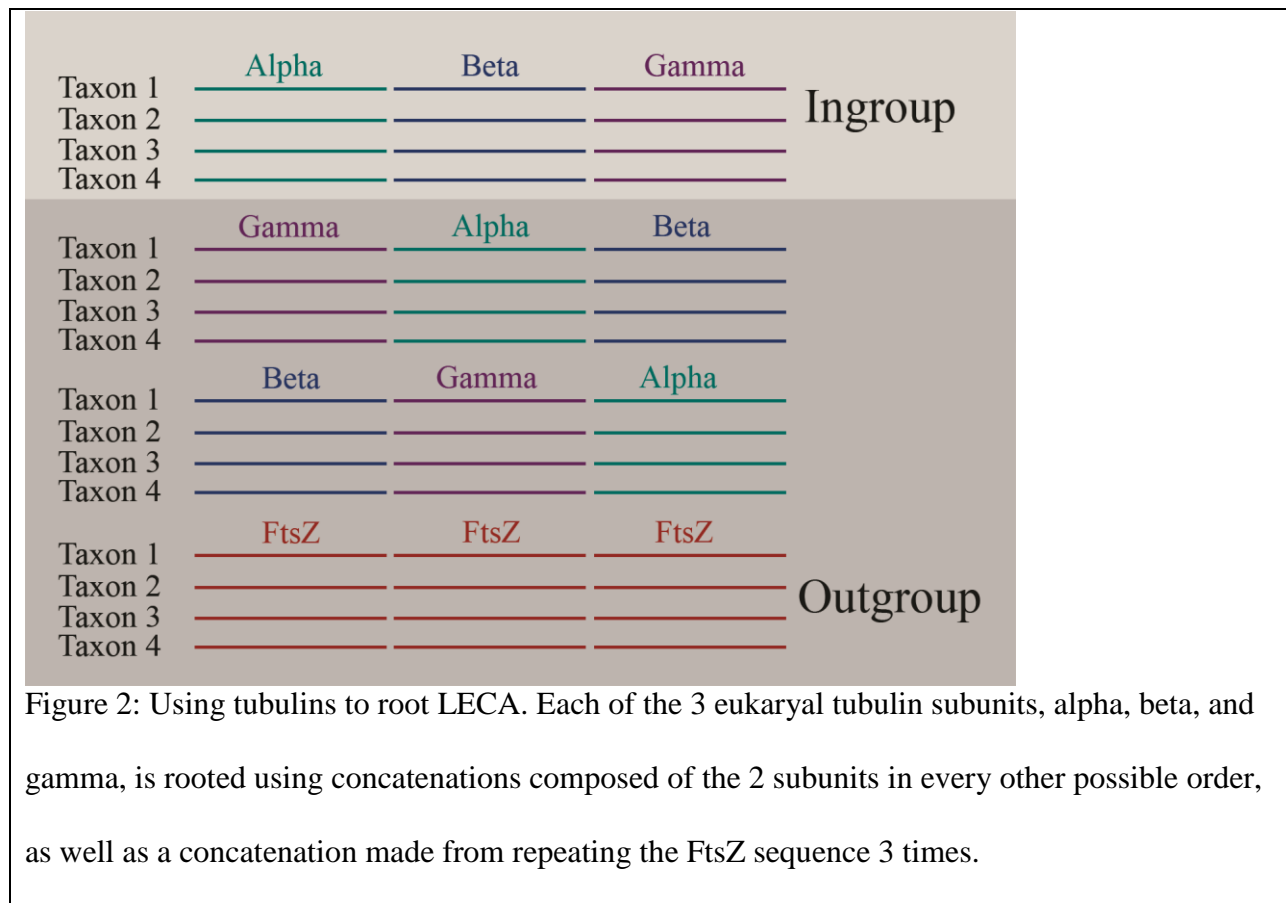 Alpha Beta Gamma
Taxon 1
Taxon 2
Taxon 3
Taxon 4
Ingroup
Gamma Alpha Beta
Taxon 1
Taxon 2
Taxon 3
Taxon 4
Beta Gamma Alpha
Taxon 1
Taxon 2
Taxon 3
Taxon 4
FtsZ FtsZ FtsZ
Taxon 1
Taxon 2
Taxon 3
Taxon 4
Outgroup
Figure 2: Using tubulins to root LECA. Each of the 3 eukaryal tubulin subunits, alpha, beta, and
gamma, is rooted using concatenations composed of the 2 subunits in every other possible order,
as well as a concatenation made from repeating the FtsZ sequence 3 times.